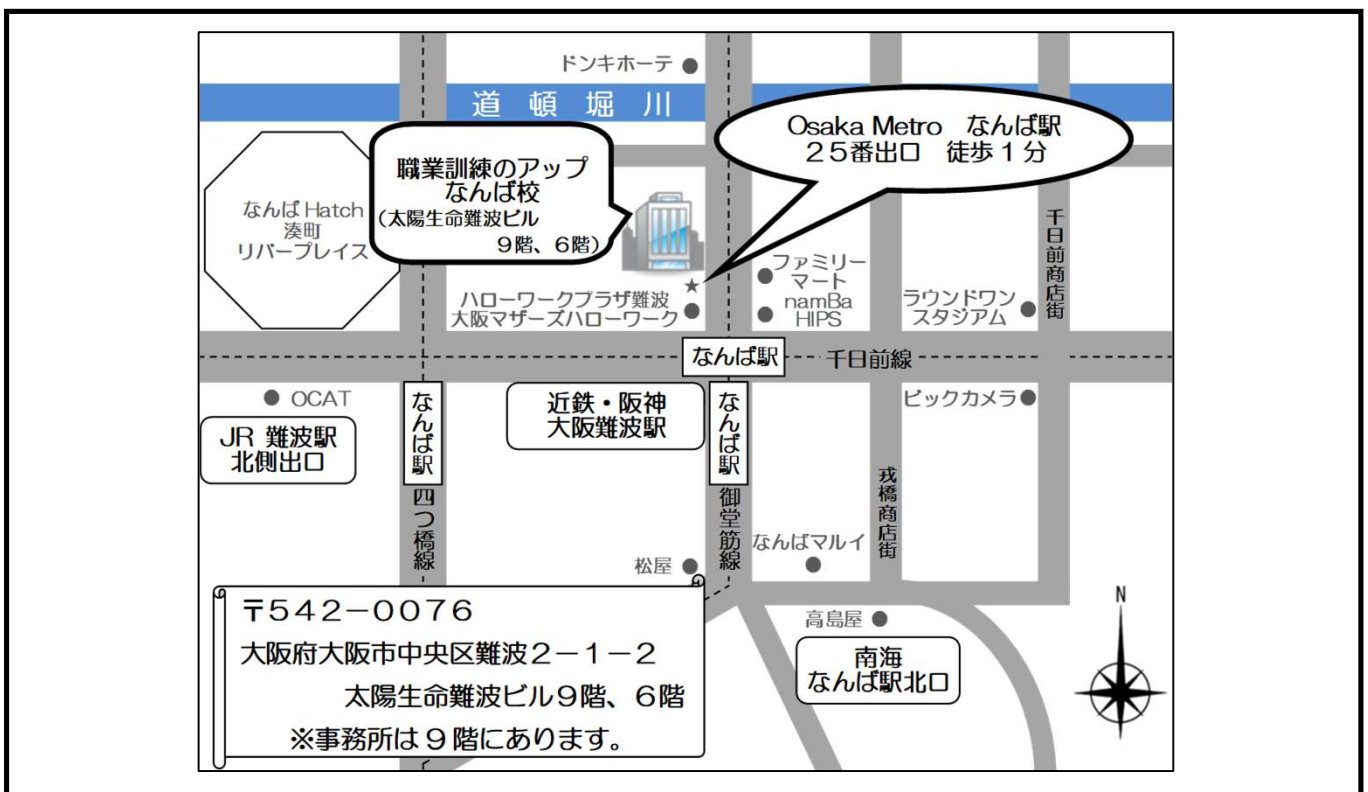 ドンキホーテ
道頓堀川
Osaka Metro なんば駅
25番出口 徒歩1分
職業訓練のアップ
なんば校
(太陽生命難波ビル
9階、6階)
なんば Hatch
湊町
リバープレイス
千日前商店街
ファミリー
マート
namBa
HIPS
ラウンドワン
スタジアム
★
ハローワークプラザ難波
大阪マザーズハローワーク
なんば駅
千日前線
OCAT
JR 難波駅
北側出口
なんば駅
四つ橋線
近鉄・阪神
大阪難波駅
なんば駅
御堂筋線
ビックカメラ
戎橋商店街
なんばマルイ
松屋
高島屋
南海
なんば駅北口
N
〒542-0076
大阪府大阪市中央区難波2-1-2
太陽生命難波ビル9階、6階
※事務所は9階にあります。